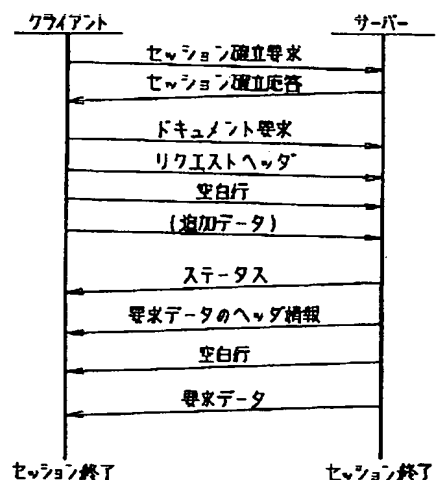 クライアント サーバー
セッション確立要求
セッション確立応答
ドキュメント要求
リクエストヘッダ
空白行
(追加データ)
ステータス
要求データのヘッダ情報
空白行
要求データ
セッション終了 セッション終了